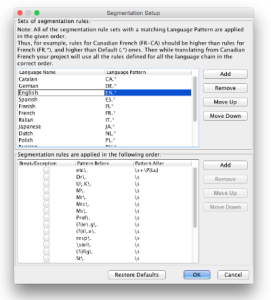 Segmentation Setup
Sets of segmentation rules.
Note: All of the segmentation rule sets with a matching Language Pattern are applied
in the given order.
Thus, for example, rules for Canadian French (FR-CA) should be higher than rules for
French (FR.*), and higher than Default (.*) ones. Then while translating from Canadian
French your project will use the rules defined for all the language chain in the
correct order.
Language Name Language Pattern
Catalan CA.*
German DE.*
English EN.*
Spanish ES.*
Finnish FI.*
French FR.*
Italian IT.*
Japanese JA.*
Dutch NL.*
Polish PL.*
Add
Remove
Move Up
Move Down
Segmentation rules are applied in the following order.
Break/Exception Pattern Before Pattern After
etc\. \s+\P{Lu}
Dr\. \s
U\.K\. \s
M\. \s
Mr\. \s
Mrs\. \s
Ms\. \s
Prof\. \s
(?i)e\.g\. \s
(?i)i\.e\. \s
resp\. \s
\stel\. \s
(?i)fig\. \s
St\. \s
Add
Remove
Move Up
Move Down
Restore Defaults OK Cancel